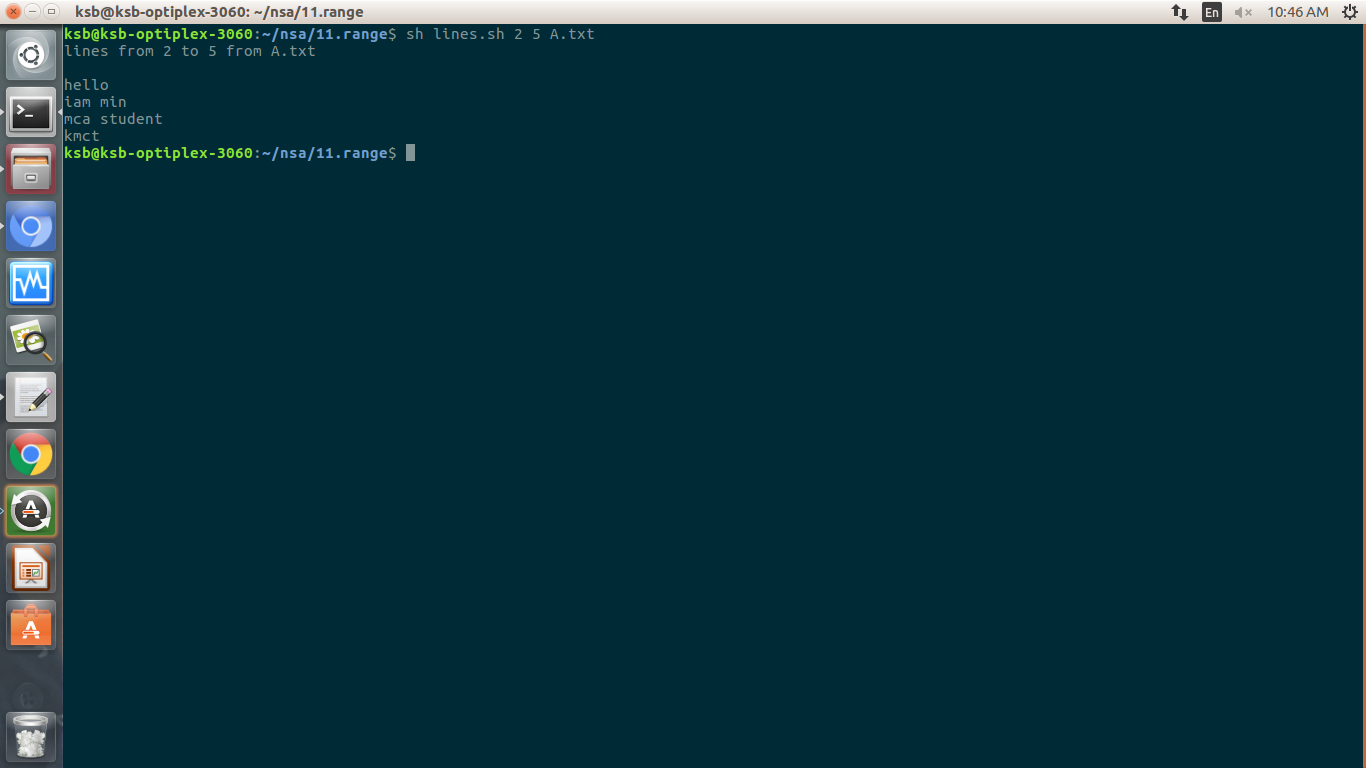 ksb@ksb-optiplex-3060: ~/nsa/11.range
En
10:46 AM
ksb@ksb-optiplex-3060:~/nsa/11.range$ sh lines.sh 2 5 A.txt
lines from 2 to 5 from A.txt
hello
iam min
mca student
kmct
ksb@ksb-optiplex-3060:~/nsa/11.range$